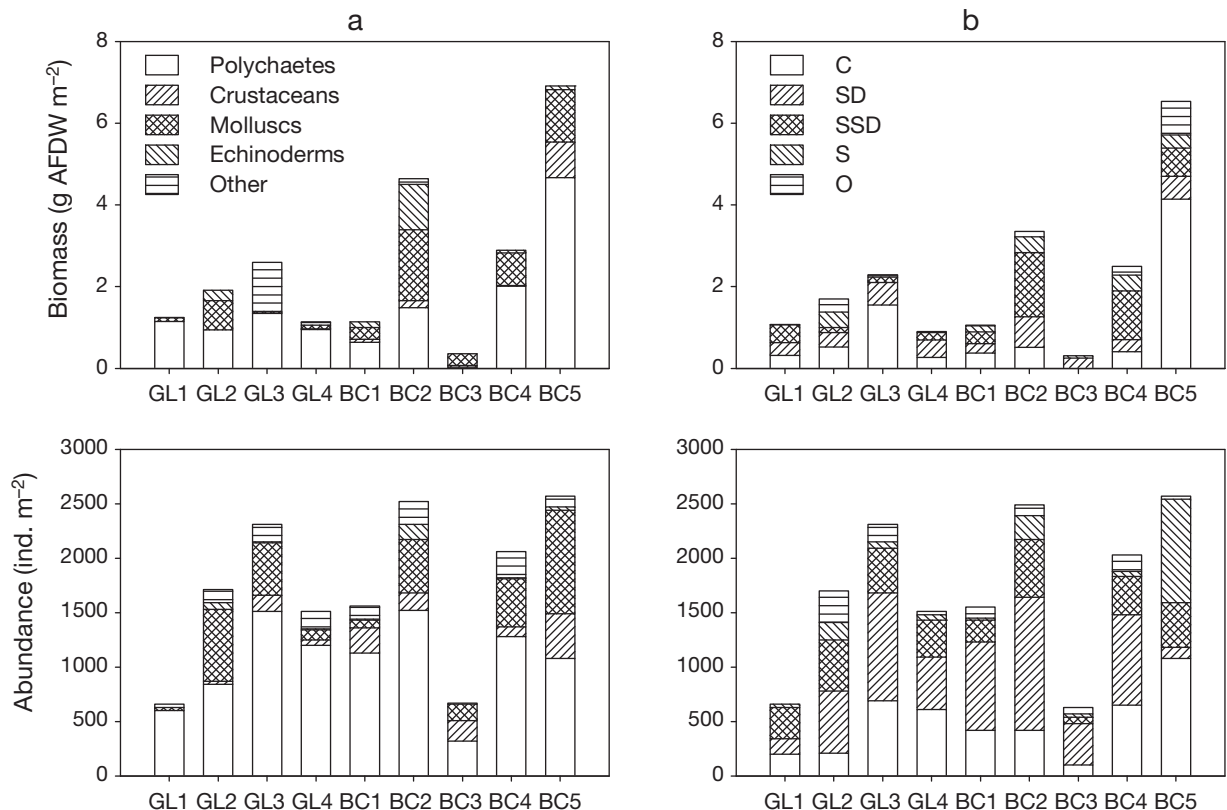 a
8
6
4
2
0
Biomass (g AFDW m⁻²)
Polychaetes
Crustaceans
Molluscs
Echinoderms
Other
GL1 GL2 GL3 GL4 BC1 BC2 BC3 BC4 BC5
b
8
6
4
2
0
C
SD
SSD
S
O
GL1 GL2 GL3 GL4 BC1 BC2 BC3 BC4 BC5
3000
2500
2000
1500
1000
500
0
Abundance (ind. m⁻²)
GL1 GL2 GL3 GL4 BC1 BC2 BC3 BC4 BC5
3000
2500
2000
1500
1000
500
0
GL1 GL2 GL3 GL4 BC1 BC2 BC3 BC4 BC5